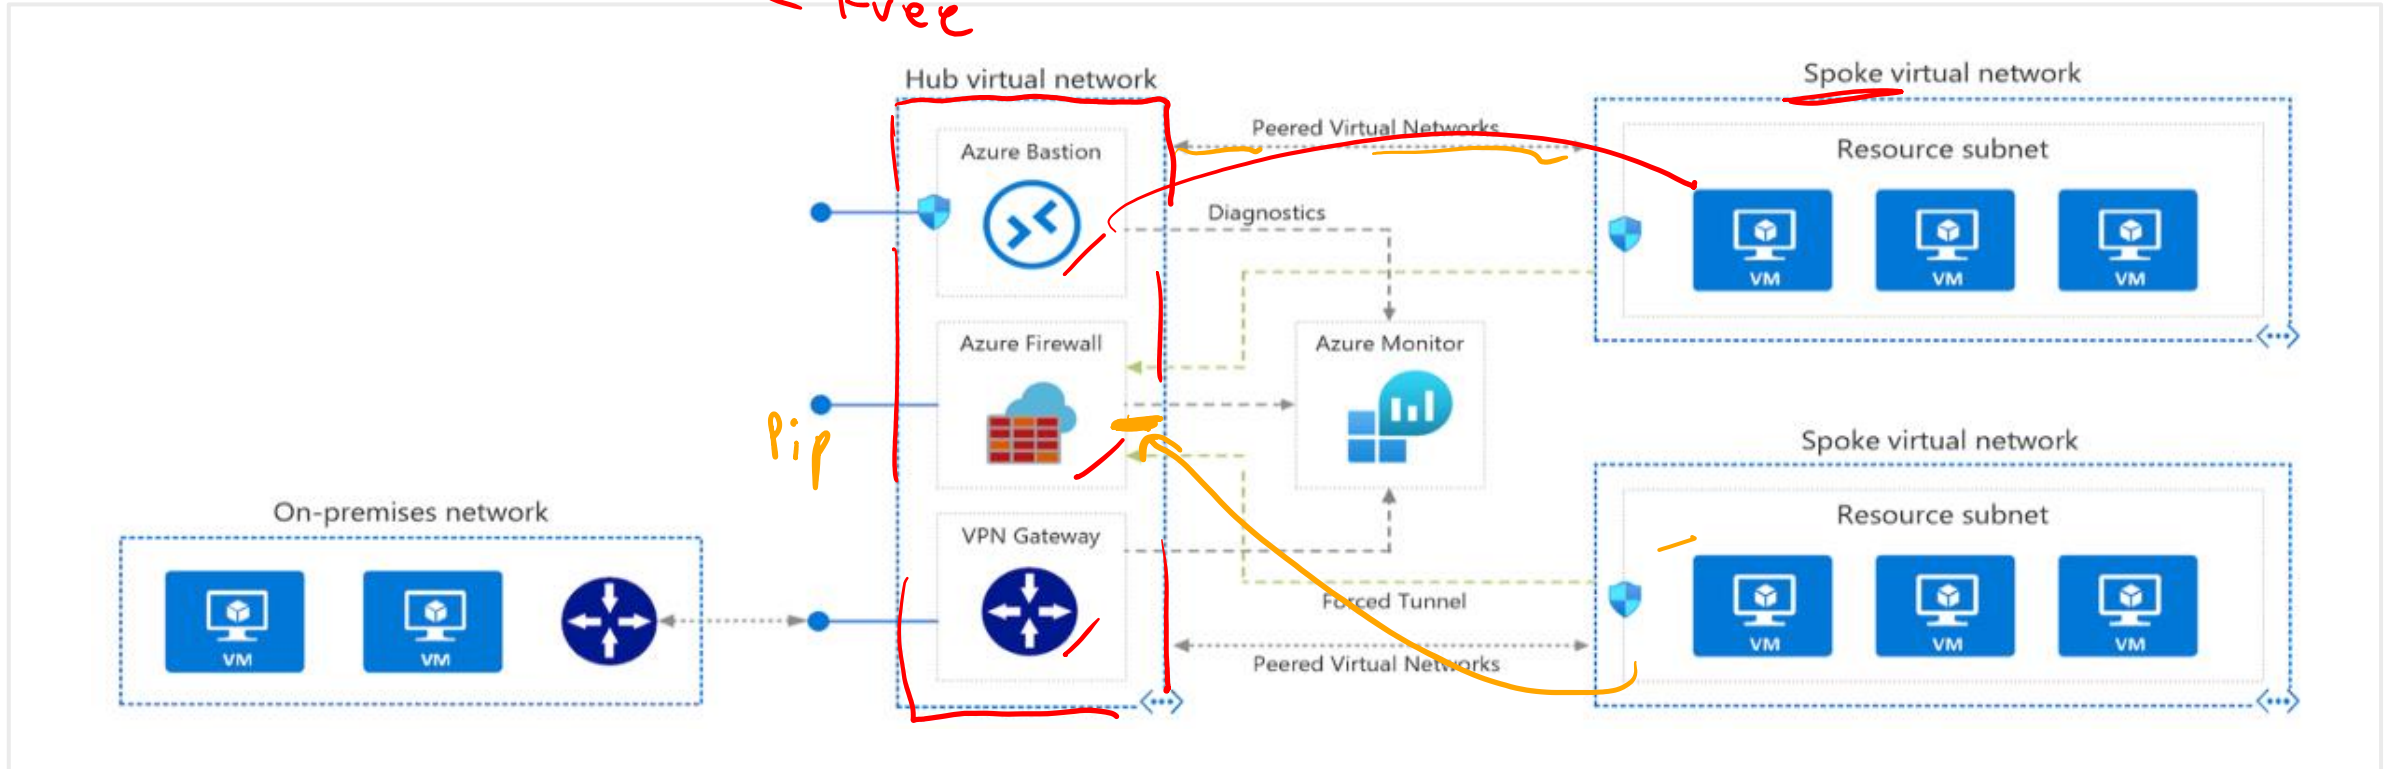 Free
Hub virtual network
Spoke virtual network
Peered Virtual Networks
Azure Bastion
Resource subnet
Diagnostics
VM
VM
VM
Azure Firewall
Azure Monitor
Pip
Spoke virtual network
On-premises network
Resource subnet
VPN Gateway
Forced Tunnel
VM
VM
VM
VM
VM
Peered Virtual Networks